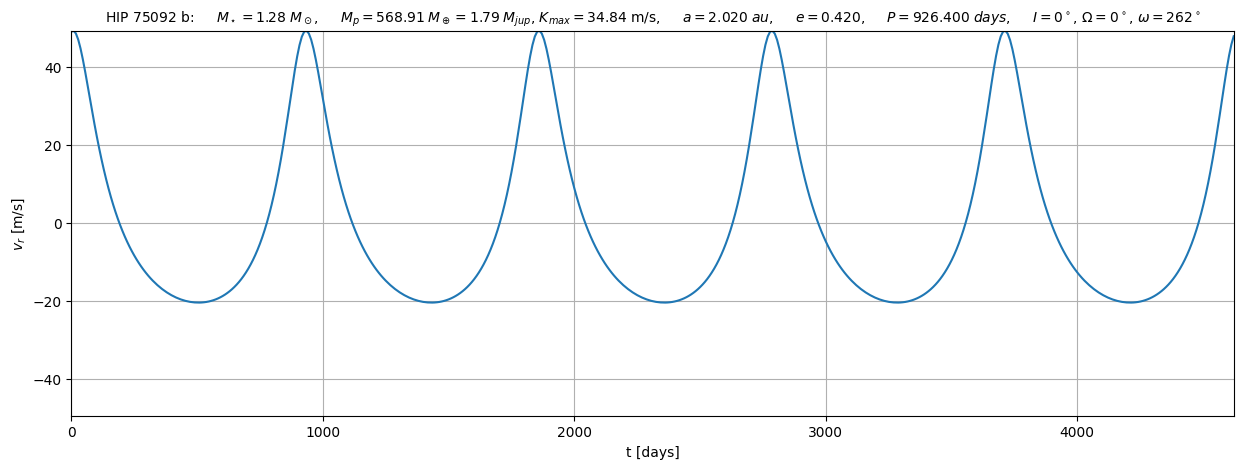 HIP 75092 b: M⋆ = 1.28 M⊙, Mp = 568.91 M⊕ = 1.79 Mjup, Kmax = 34.84 m/s, a = 2.020 au, e = 0.420, P = 926.400 days, I = 0°, Ω = 0°, ω = 262°
vr [m/s]
40
20
0
−20
−40
0 1000 2000 3000 4000
t [days]